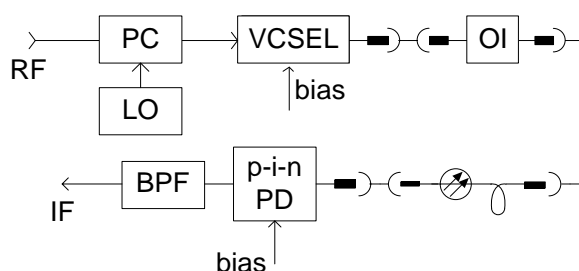 PC
VCSEL
OI
RF
LO
bias
BPF
p-i-n
PD
IF
bias